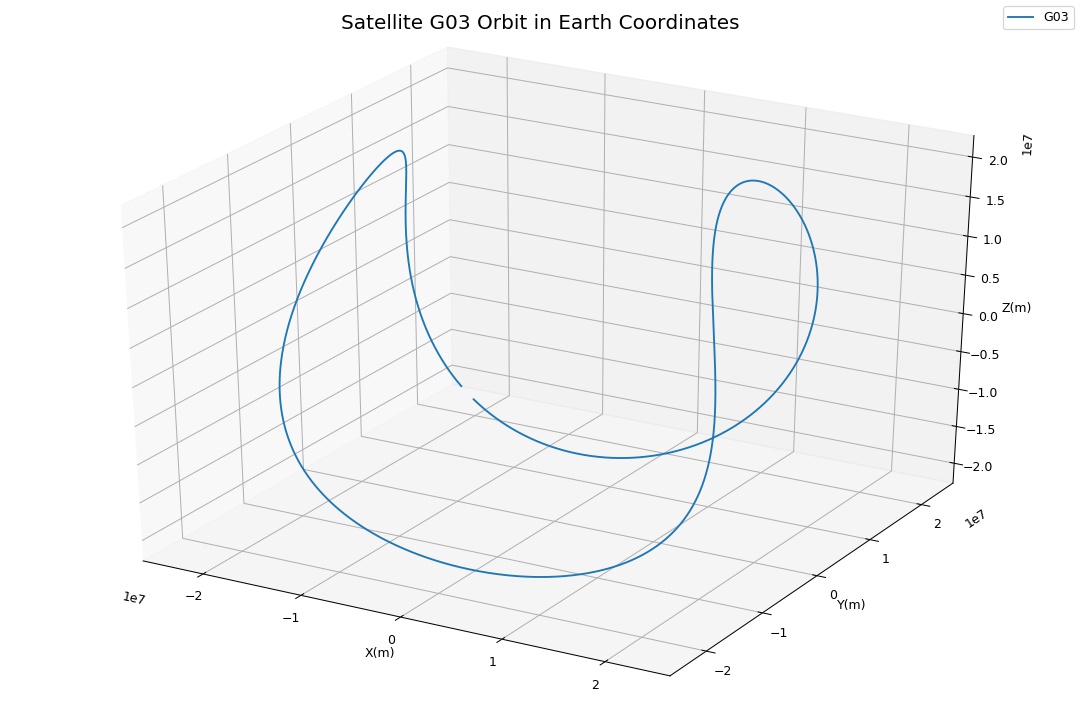 Satellite G03 Orbit in Earth Coordinates
G03
1e7
2.0
1.5
1.0
0.5
0.0
Z(m)
−0.5
−1.0
−1.5
−2.0
1e7
2
1
0
Y(m)
−1
−2
1e7
−2
−1
0
X(m)
1
2